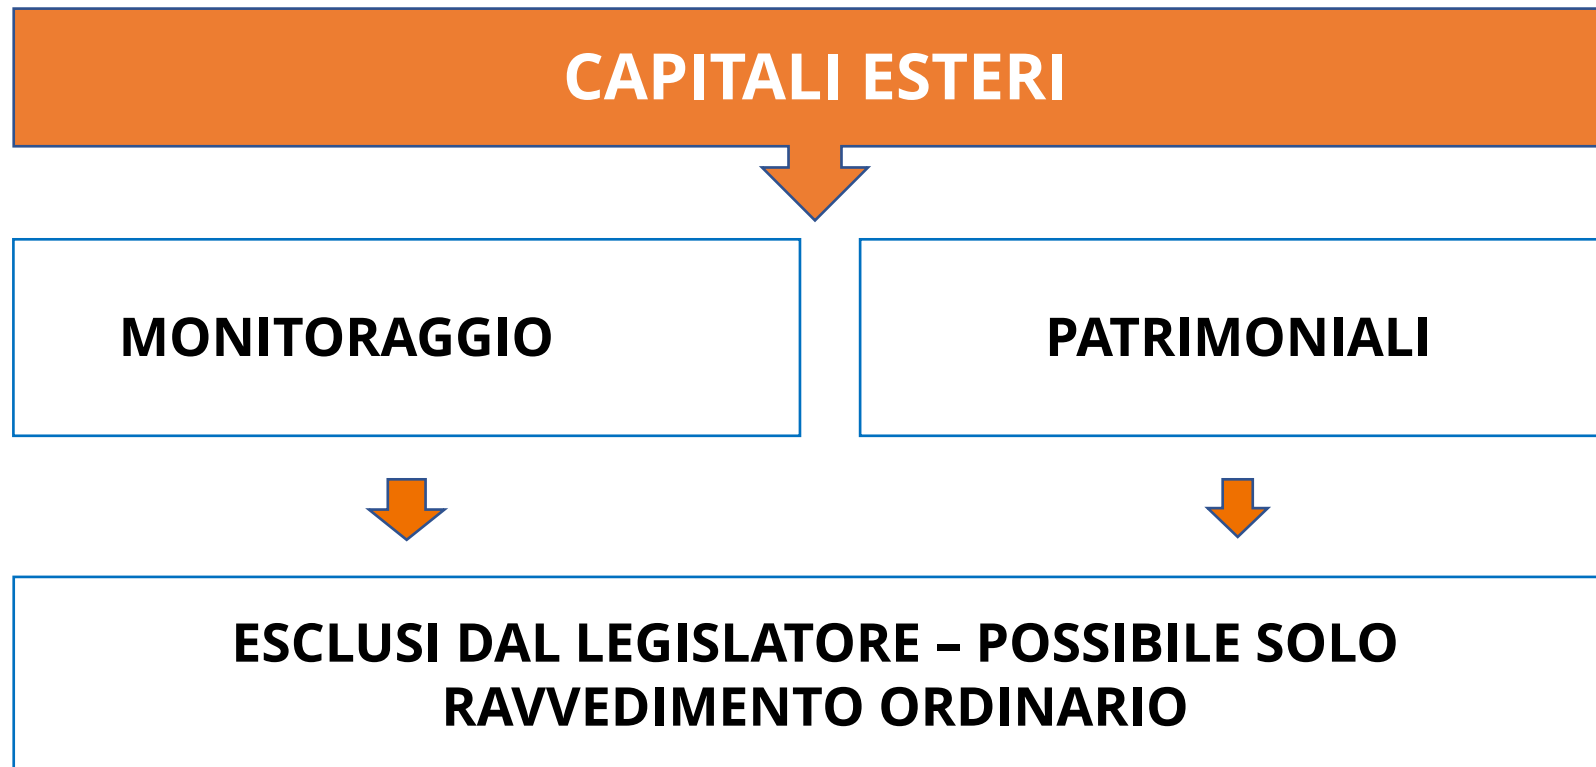 CAPITALI ESTERI
MONITORAGGIO
PATRIMONIALI
ESCLUSI DAL LEGISLATORE – POSSIBILE SOLO
RAVVEDIMENTO ORDINARIO